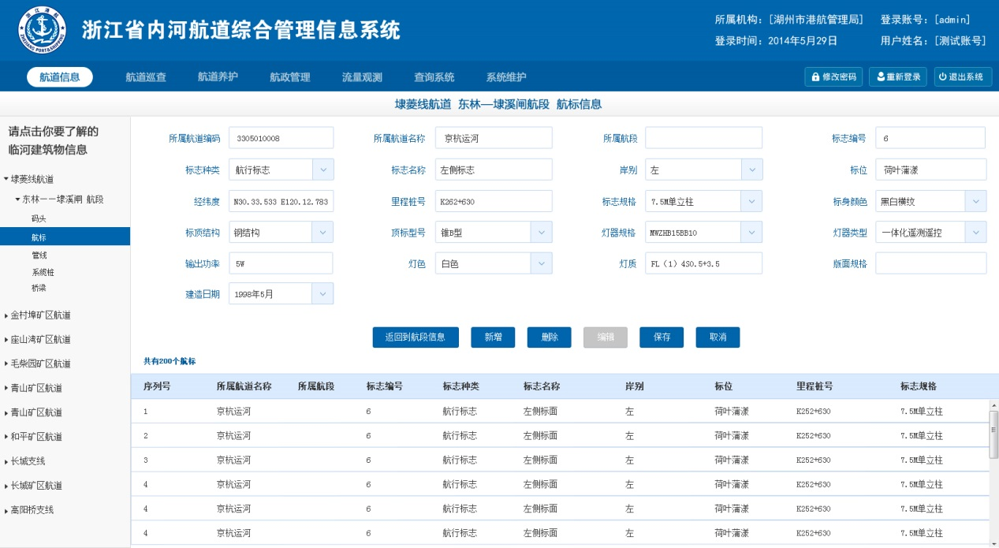 浙江港航
ZHEJIANG PORT&SHIPPING
浙江省内河航道综合管理信息系统
所属机构：[湖州市港航管理局] 登录账号：[admin]
登录时间：2014年5月29日 用户姓名：[测试账号]
航道信息 航道巡查 航道养护 航政管理 流量观测 查询系统 系统维护 修改密码 重新登录 退出系统
埭菱线航道 东林—埭溪闸航段 航标信息
请点击你要了解的
临河建筑物信息
埭菱线航道
东林——埭溪闸 航段
码头
航标
管线
系缆桩
桥梁
金村埠矿区航道
座山湾矿区航道
毛柴园矿区航道
青山矿区航道
青山矿区航道
和平矿区航道
长城支线
长城矿区航道
高阳桥支线
所属航道编码 3305010008 所属航道名称 京杭运河 所属航段 标志编号 6
标志种类 航行标志 标志名称 左侧标志 岸别 左 标位 荷叶蒲漾
经纬度 N30.33.533 E120.12.783 里程桩号 K262+630 标志规格 7.5M单立柱 标身颜色 黑白横纹
标顶结构 钢结构 顶标型号 锥B型 灯器规格 MWZHB15BB10 灯器类型 一体化遥测遥控
输出功率 5W 灯色 白色 灯质 FL（1）4S0.5+3.5 版面规格
建造日期 1998年5月
返回到航段信息 新增 删除 编辑 保存 取消
共有200个航标
序列号 所属航道名称 所属航段 标志编号 标志种类 标志名称 岸别 标位 里程桩号 标志规格
1 京杭运河 6 航行标志 左侧标面 左 荷叶蒲漾 K252+630 7.5M单立柱
2 京杭运河 6 航行标志 左侧标面 左 荷叶蒲漾 K252+630 7.5M单立柱
3 京杭运河 6 航行标志 左侧标面 左 荷叶蒲漾 K252+630 7.5M单立柱
4 京杭运河 6 航行标志 左侧标面 左 荷叶蒲漾 K252+630 7.5M单立柱
4 京杭运河 6 航行标志 左侧标面 左 荷叶蒲漾 K252+630 7.5M单立柱
4 京杭运河 6 航行标志 左侧标面 左 荷叶蒲漾 K252+630 7.5M单立柱